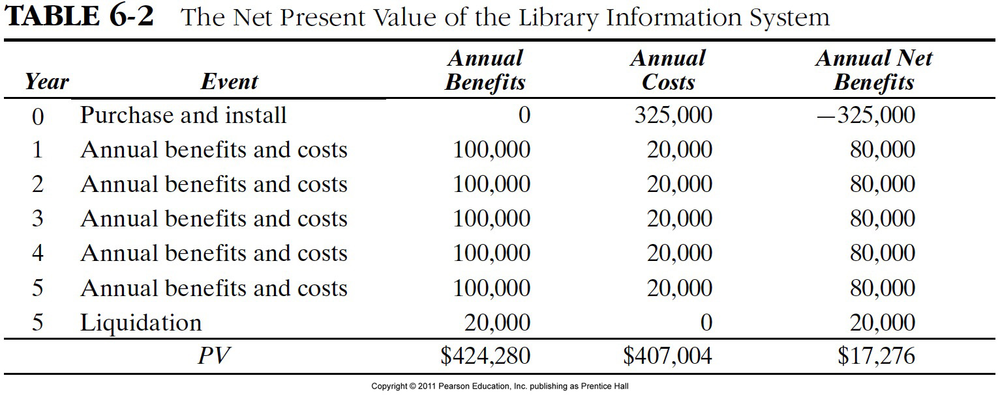 TABLE 6-2 The Net Present Value of the Library Information System
Annual Annual Annual Net
Year Event Benefits Costs Benefits
0 Purchase and install 0 325,000 —325,000
1 Annual benefits and costs 100,000 20,000 80,000
2 Annual benefits and costs 100,000 20,000 80,000
3 Annual benefits and costs 100,000 20,000 80,000
4 Annual benefits and costs 100,000 20,000 80,000
5 Annual benefits and costs 100,000 20,000 80,000
5 Liquidation 20,000 0 20,000
PV $424,280 $407,004 $17,276
Copyright © 2011 Pearson Education, Inc. publishing as Prentice Hall